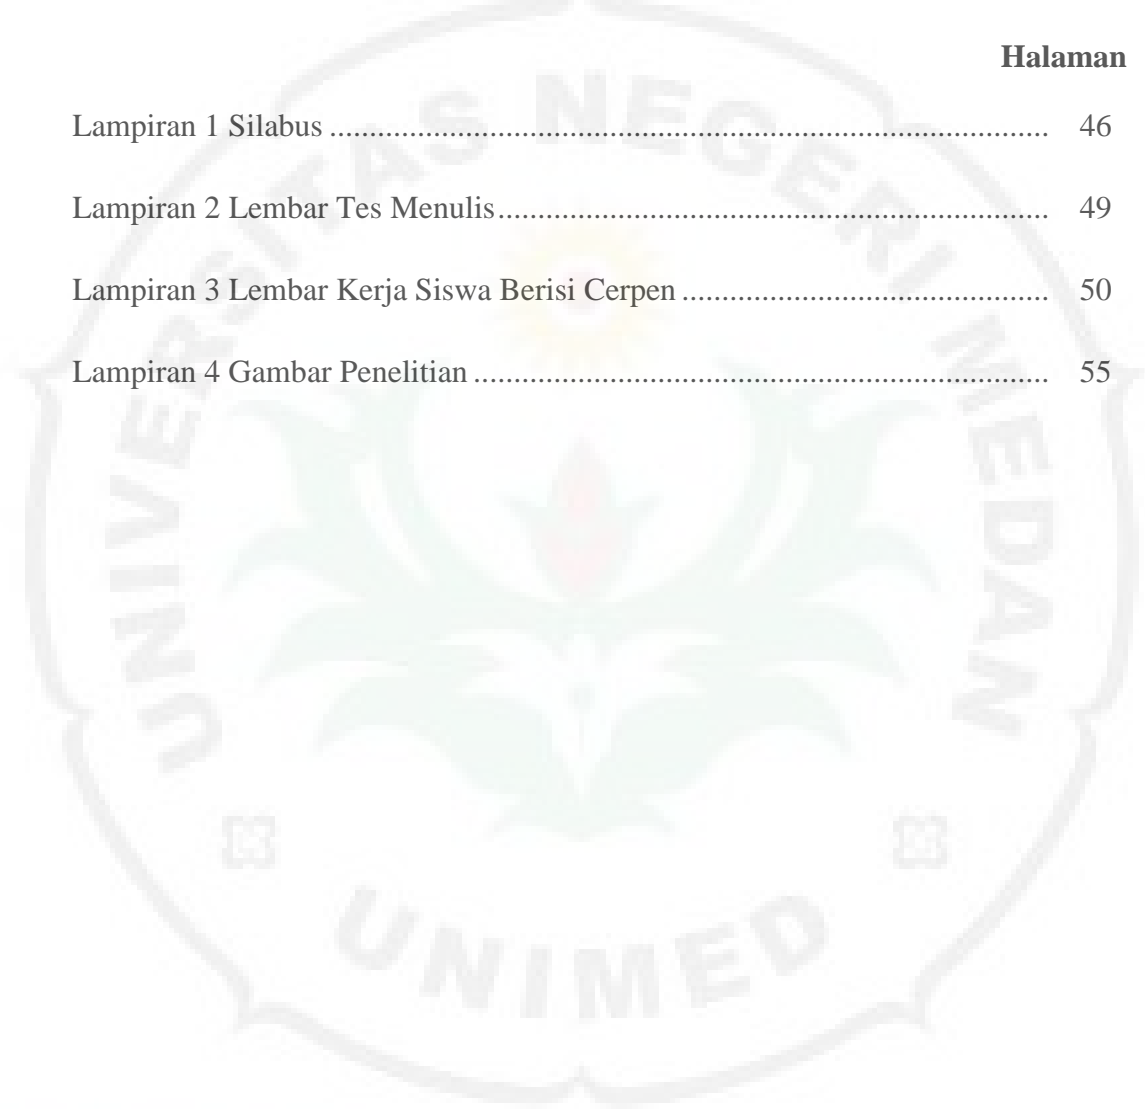 Halaman
Lampiran 1 Silabus ........................................................................................... 46
Lampiran 2 Lembar Tes Menulis..................................................................... 49
Lampiran 3 Lembar Kerja Siswa Berisi Cerpen .............................................. 50
Lampiran 4 Gambar Penelitian ........................................................................ 55
UNIVERSITAS NEGERI MEDAN
UNIMED